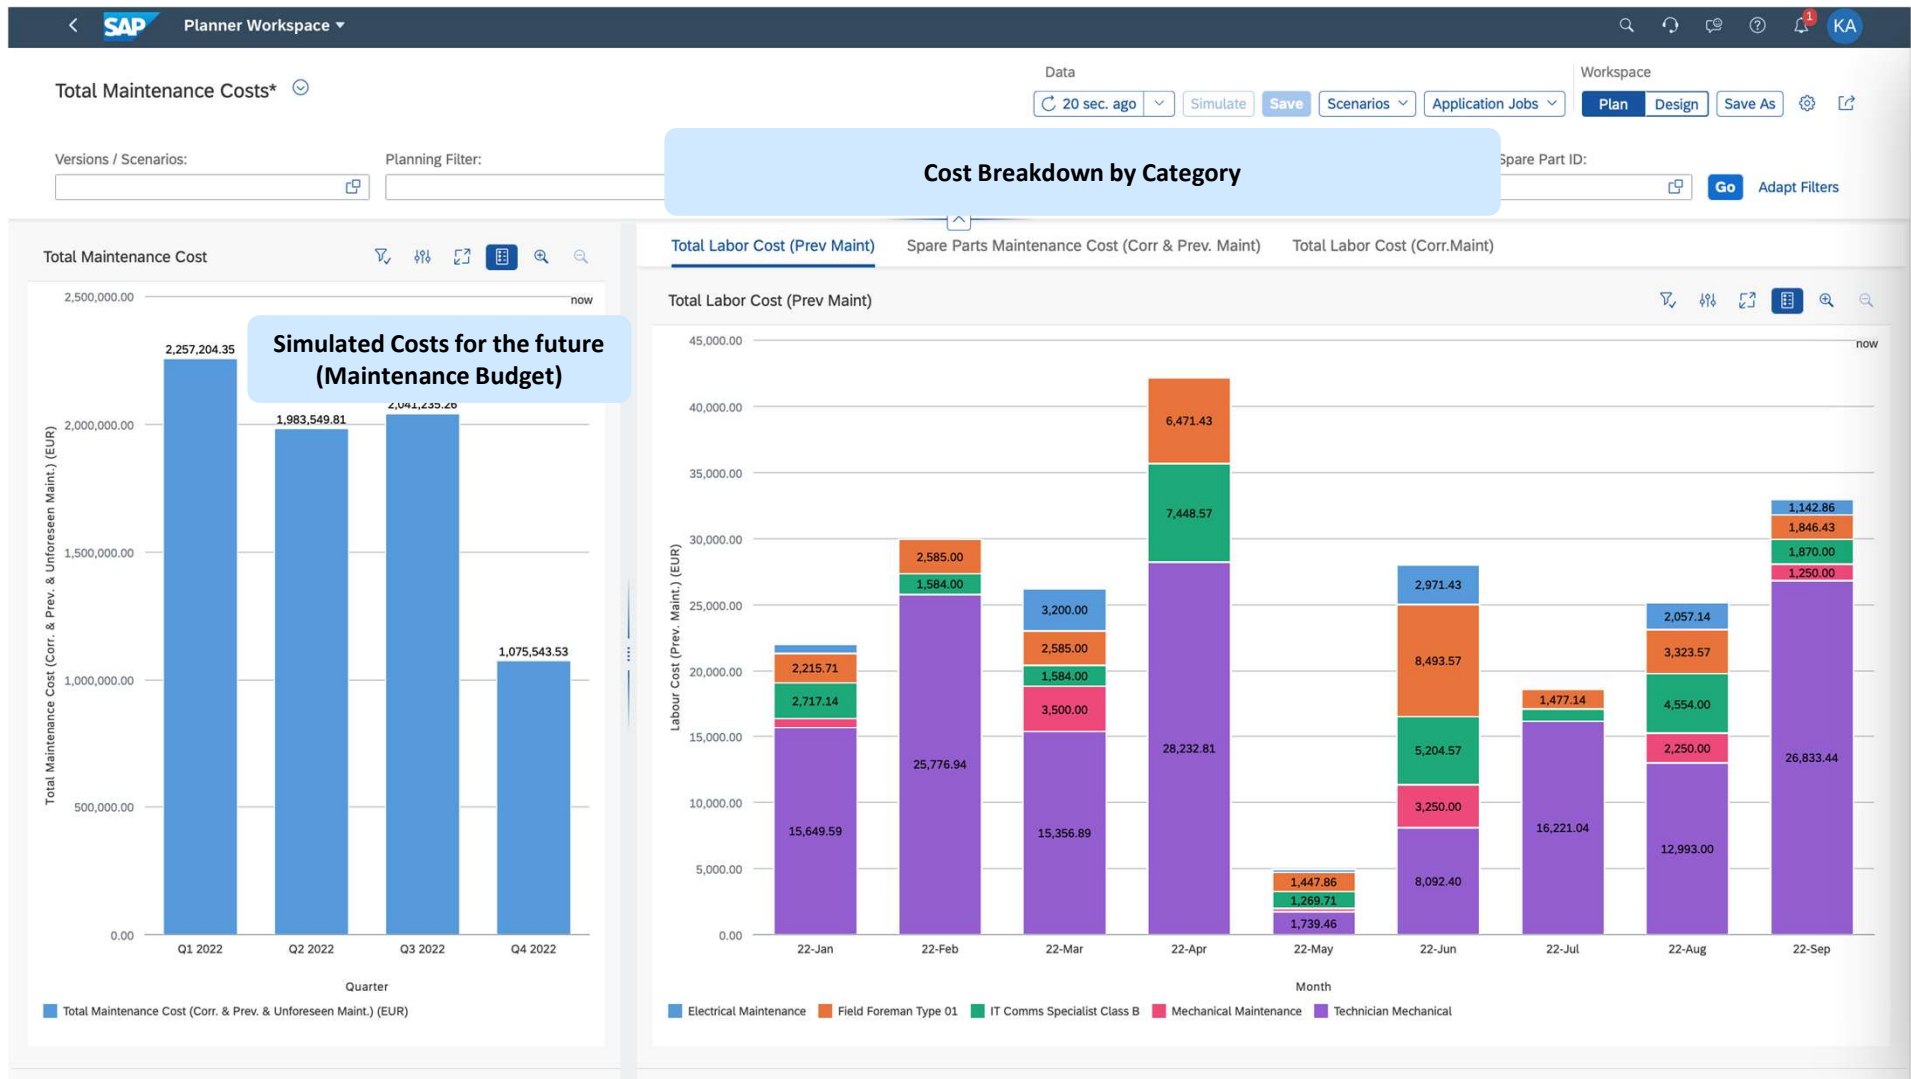 SAP Planner Workspace
1
KA
Total Maintenance Costs*
Data
Workspace
20 sec. ago
Simulate
Save
Scenarios
Application Jobs
Plan
Design
Save As
Versions / Scenarios:
Planning Filter:
Cost Breakdown by Category
Spare Part ID:
Go
Adapt Filters
Total Maintenance Cost
2,500,000.00
2,000,000.00
1,500,000.00
1,000,000.00
500,000.00
0.00
now
Simulated Costs for the future
(Maintenance Budget)
2,257,204.35
1,983,549.81
2,041,235.26
1,075,543.53
Total Maintenance Cost (Corr. & Prev. & Unforeseen Maint.) (EUR)
Q1 2022
Q2 2022
Q3 2022
Q4 2022
Quarter
Total Maintenance Cost (Corr. & Prev. & Unforeseen Maint.) (EUR)
Total Labor Cost (Prev Maint)
Spare Parts Maintenance Cost (Corr & Prev. Maint)
Total Labor Cost (Corr.Maint)
Total Labor Cost (Prev Maint)
45,000.00
40,000.00
35,000.00
30,000.00
25,000.00
20,000.00
15,000.00
10,000.00
5,000.00
0.00
now
Labour Cost (Prev. Maint.) (EUR)
2,215.71
2,717.14
15,649.59
2,585.00
1,584.00
25,776.94
3,200.00
2,585.00
1,584.00
3,500.00
15,356.89
6,471.43
7,448.57
28,232.81
1,447.86
1,269.71
1,739.46
2,971.43
8,493.57
5,204.57
3,250.00
8,092.40
1,477.14
16,221.04
2,057.14
3,323.57
4,554.00
2,250.00
12,993.00
1,142.86
1,846.43
1,870.00
1,250.00
26,833.44
22-Jan
22-Feb
22-Mar
22-Apr
22-May
22-Jun
22-Jul
22-Aug
22-Sep
Month
Electrical Maintenance
Field Foreman Type 01
IT Comms Specialist Class B
Mechanical Maintenance
Technician Mechanical